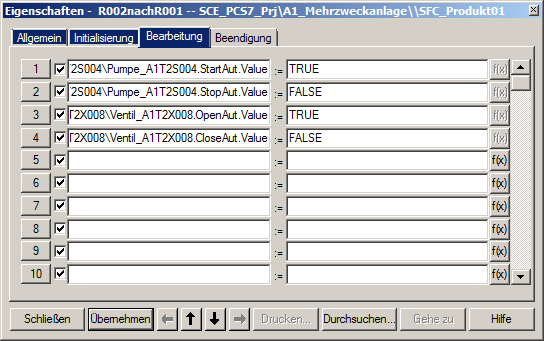 Eigenschaften - R002nachR001 -- SCE_PCS7_Prj\A1_Mehrzweckanlage\\SFC_Produkt01
Allgemein Initialisierung Bearbeitung Beendigung
1 '2S004\Pumpe_A1T2S004.StartAut.Value := TRUE f(x)
2 '2S004\Pumpe_A1T2S004.StopAut.Value := FALSE f(x)
3 T2X008\Ventil_A1T2X008.OpenAut.Value := TRUE f(x)
4 T2X008\Ventil_A1T2X008.CloseAut.Value := FALSE f(x)
5 := f(x)
6 := f(x)
7 := f(x)
8 := f(x)
9 := f(x)
10 := f(x)
Schließen Übernehmen Drucken... Durchsuchen... Gehe zu Hilfe